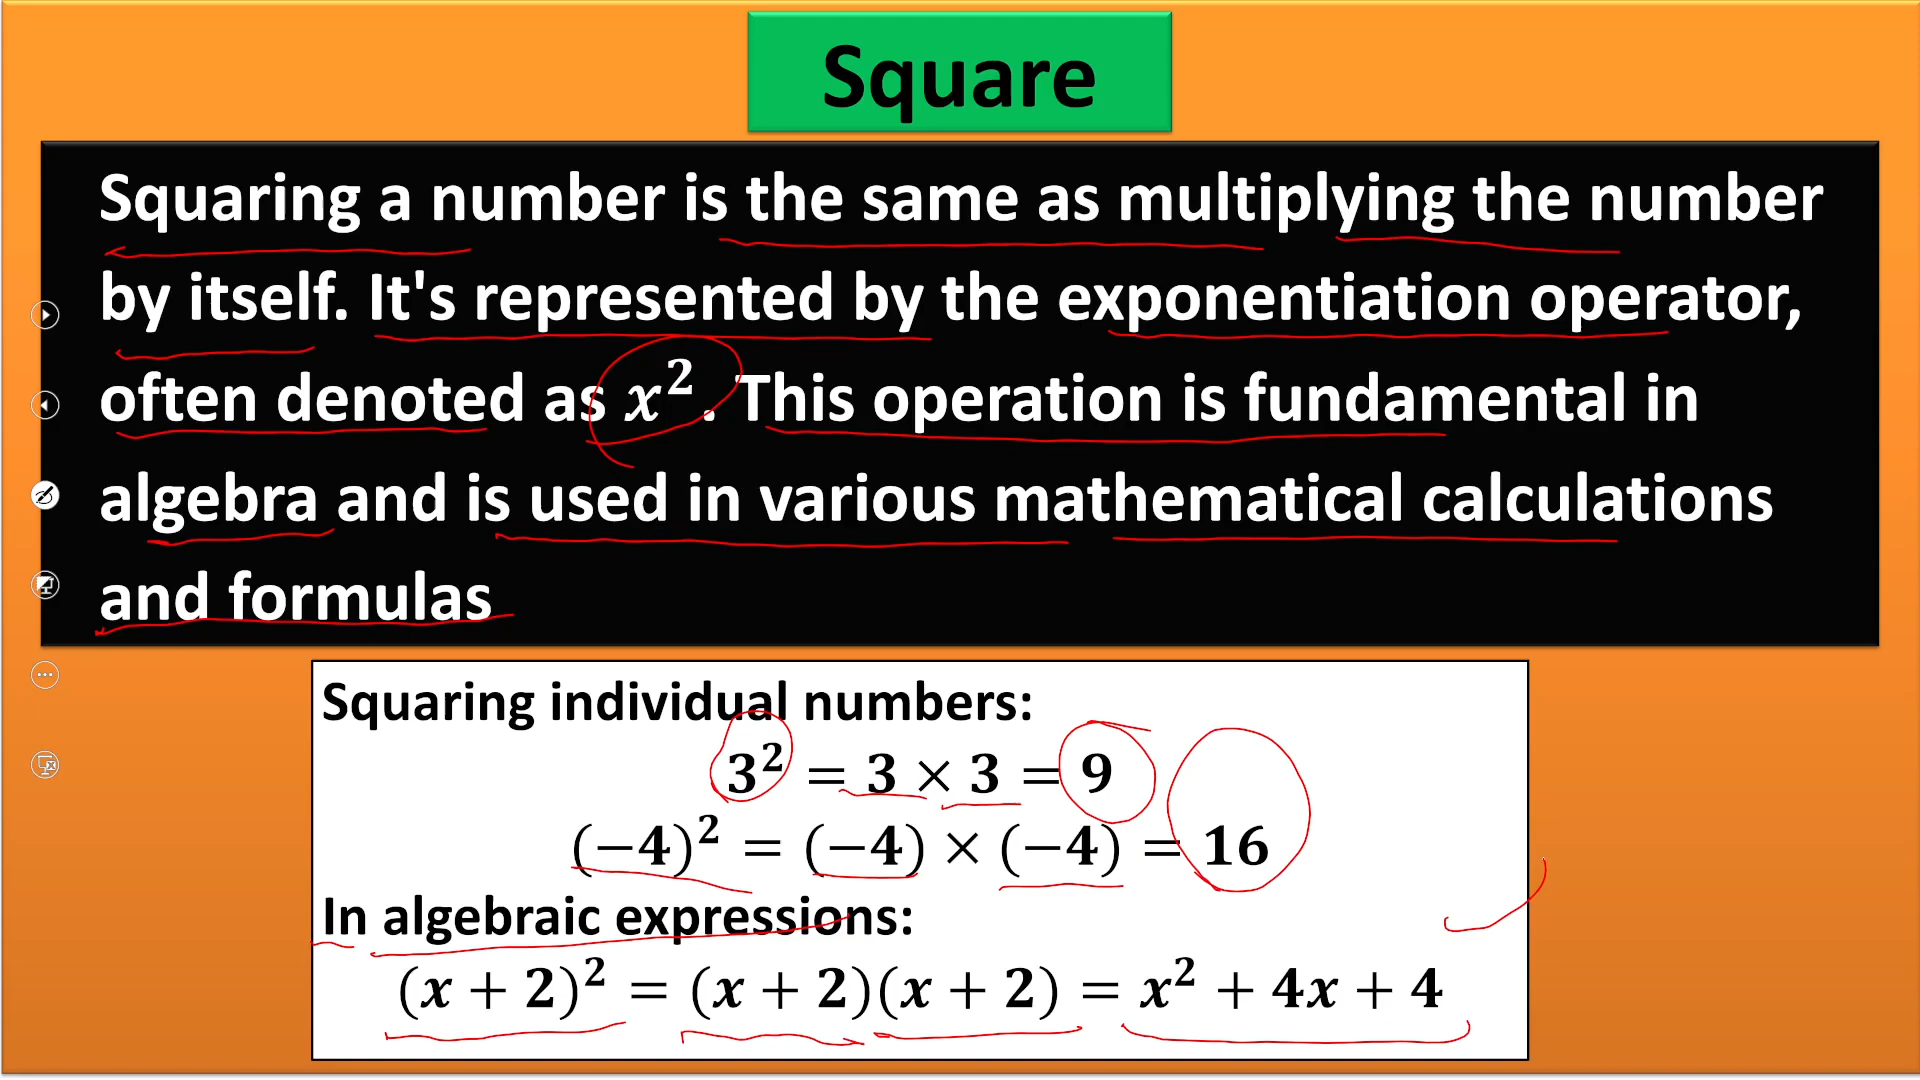 Square
Squaring a number is the same as multiplying the number
by itself. It's represented by the exponentiation operator,
often denoted as x². This operation is fundamental in
algebra and is used in various mathematical calculations
and formulas
Squaring individual numbers:
3² = 3 × 3 = 9
(−4)² = (−4) × (−4) = 16
In algebraic expressions:
(x + 2)² = (x + 2)(x + 2) = x² + 4x + 4